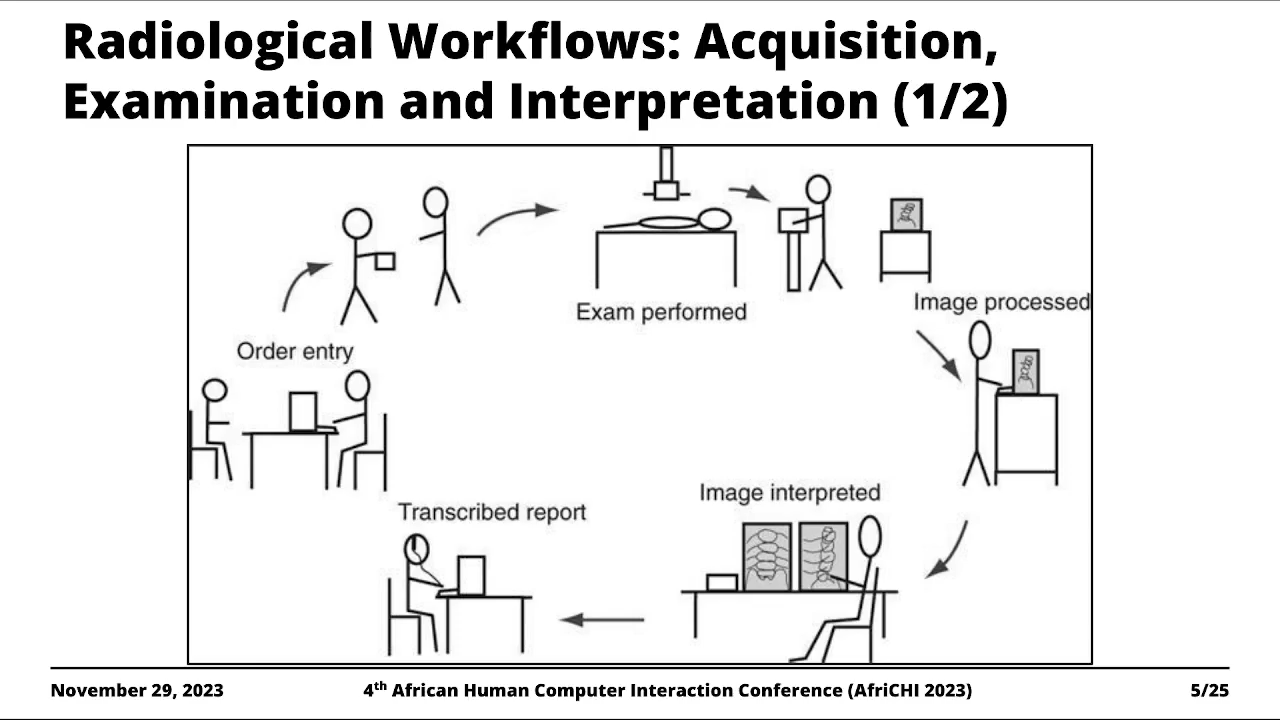 Radiological Workflows: Acquisition,
Examination and Interpretation (1/2)
Exam performed
Image processed
Order entry
Image interpreted
Transcribed report
November 29, 2023
4th African Human Computer Interaction Conference (AfriCHI 2023)
5/25